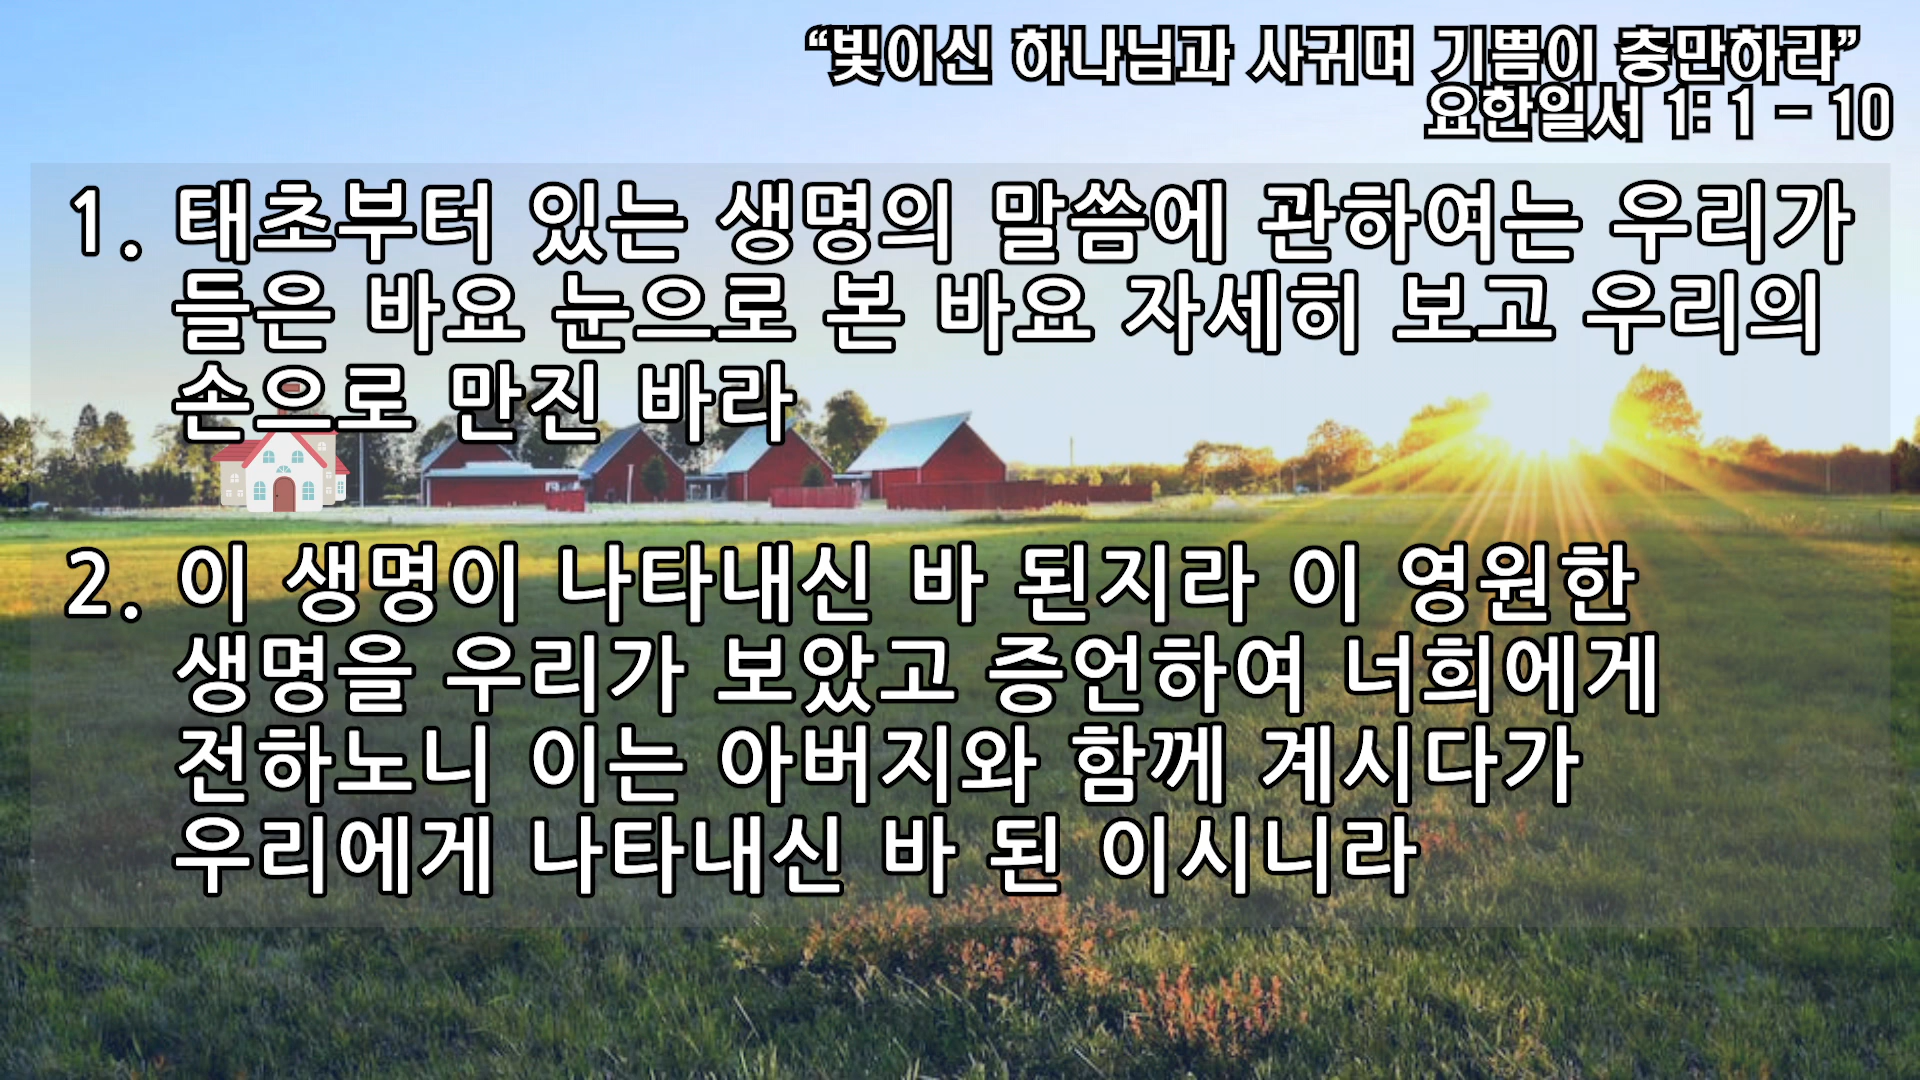 “빛이신 하나님과 사귀며 기쁨이 충만하라”
요한일서 1: 1 - 10
1. 태초부터 있는 생명의 말씀에 관하여는 우리가
들은 바요 눈으로 본 바요 자세히 보고 우리의
손으로 만진 바라
2. 이 생명이 나타내신 바 된지라 이 영원한
생명을 우리가 보았고 증언하여 너희에게
전하노니 이는 아버지와 함께 계시다가
우리에게 나타내신 바 된 이시니라